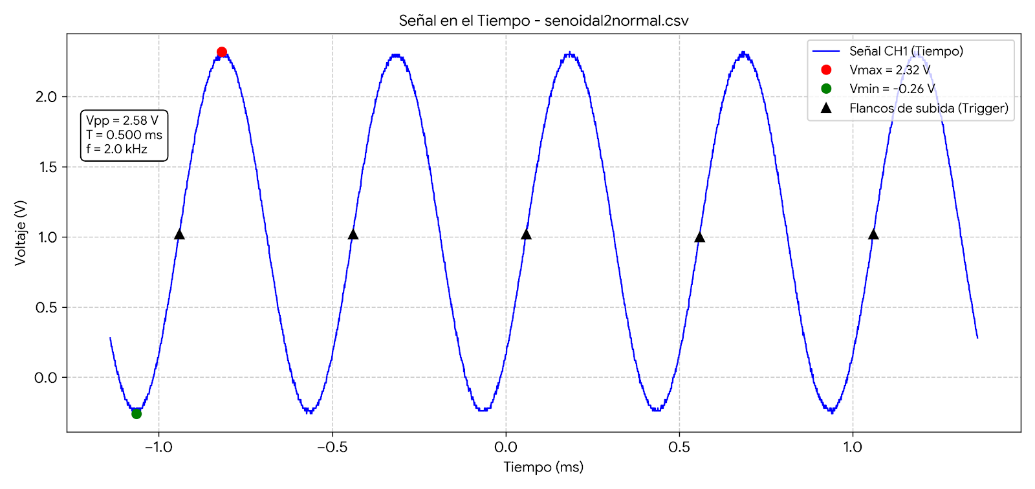 Señal en el Tiempo - senoidal2normal.csv
Señal CH1 (Tiempo)
Vmax = 2.32 V
Vmin = -0.26 V
Flancos de subida (Trigger)
Vpp = 2.58 V
T = 0.500 ms
f = 2.0 kHz
Voltaje (V)
2.0
1.5
1.0
0.5
0.0
−1.0
−0.5
0.0
0.5
1.0
Tiempo (ms)